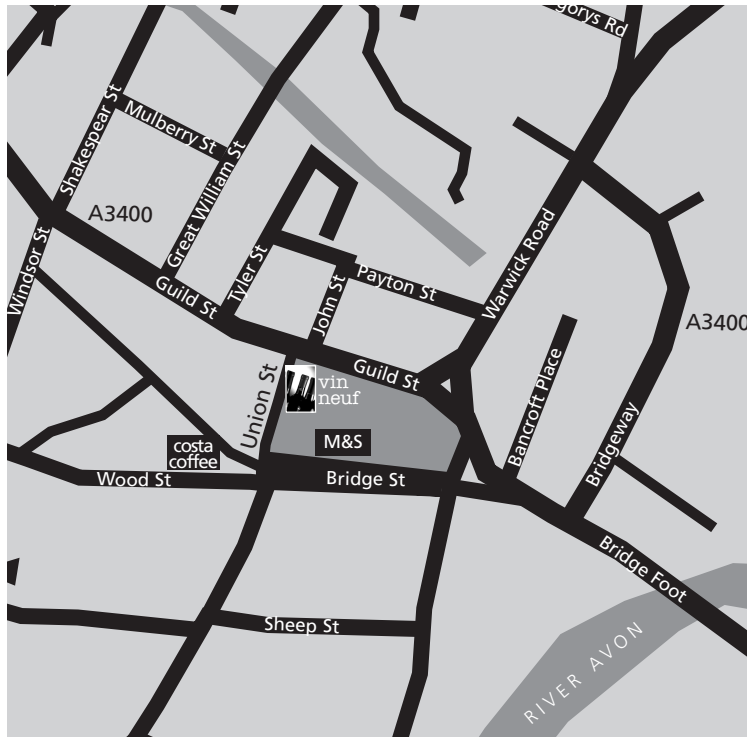 gorys Rd
Shakespear St
Mulberry St
A3400
Great William St
Windsor St
Guild St
Tyler St
John St
Payton St
Warwick Road
A3400
Guild St
Union St
vin
neuf
Bancroft Place
Bridgeway
costa
coffee
M&S
Wood St
Bridge St
Bridge Foot
Sheep St
RIVER AVON